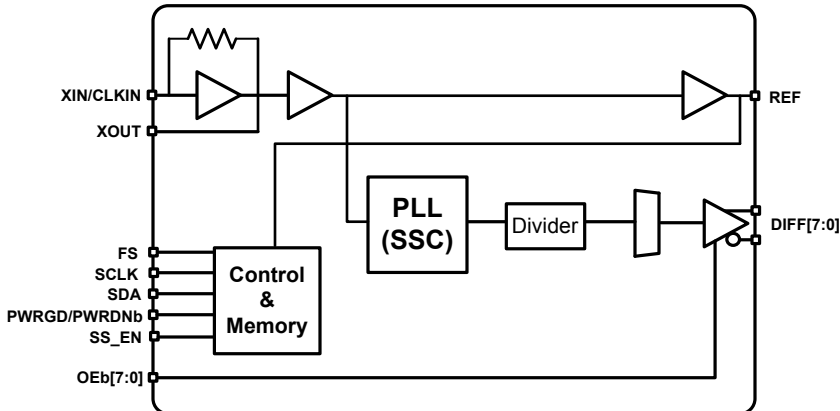 XIN/CLKIN
XOUT
REF
PLL
(SSC)
Divider
DIFF[7:0]
FS
SCLK
SDA
PWRGD/PWRDNb
SS_EN
Control
&
Memory
OEb[7:0]